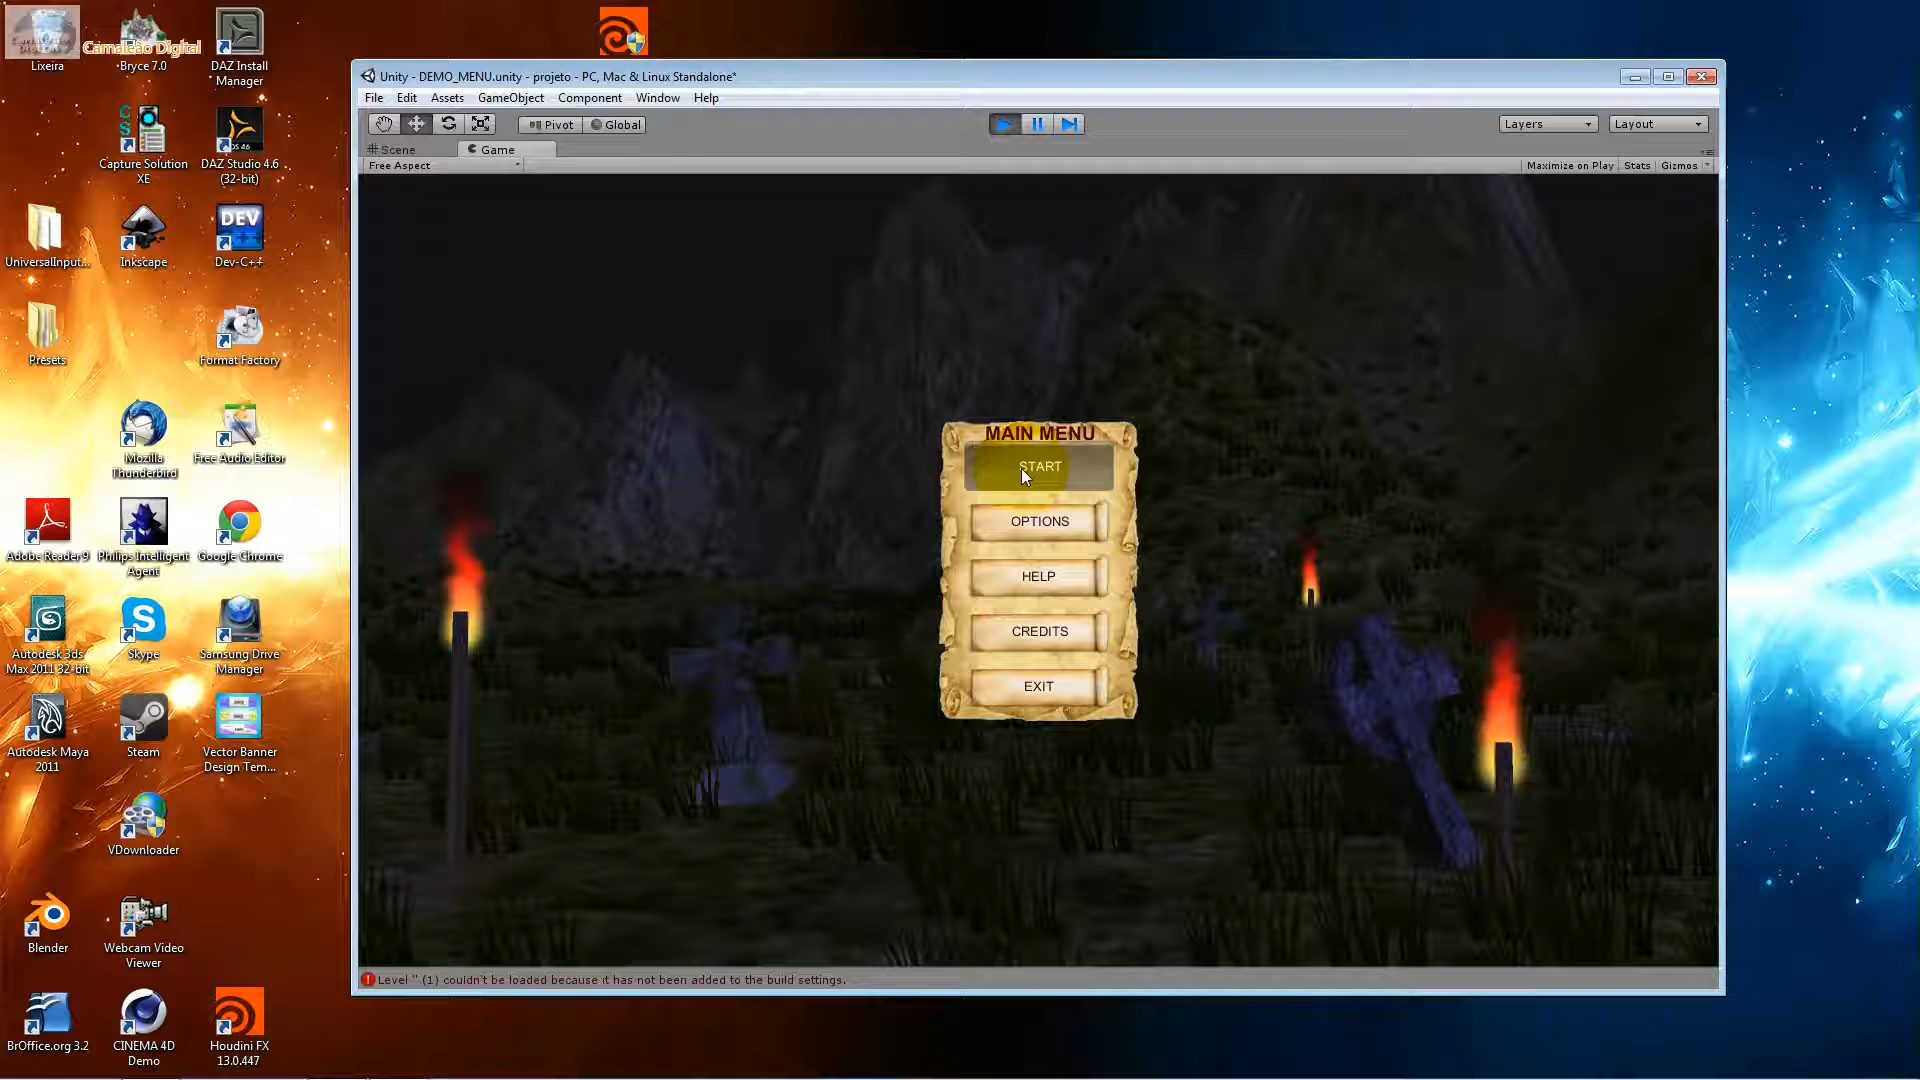 Camaleão Digital
Lixeira
Bryce 7.0
DAZ Install
Manager
Capture Solution
XE
DAZ Studio 4.6
(32-bit)
UniversalInput...
Inkscape
DEV
Dev-C++
Presets
Format Factory
Mozilla
Thunderbird
Free Audio Editor
Adobe Reader 9
Philips Intelligent
Agent
Google Chrome
Autodesk 3ds
Max 2011 32-bit
Skype
Samsung Drive
Manager
Autodesk Maya
2011
Steam
Vector Banner
Design Tem...
VDownloader
Blender
Webcam Video
Viewer
BrOffice.org 3.2
CINEMA 4D
Demo
Houdini FX
13.0.447
Unity - DEMO_MENU.unity - projeto - PC, Mac & Linux Standalone*
File Edit Assets GameObject Component Window Help
Pivot Global Layers Layout
Scene Game
Free Aspect Maximize on Play Stats Gizmos
MAIN MENU
START
OPTIONS
HELP
CREDITS
EXIT
Level '' (1) couldn't be loaded because it has not been added to the build settings.